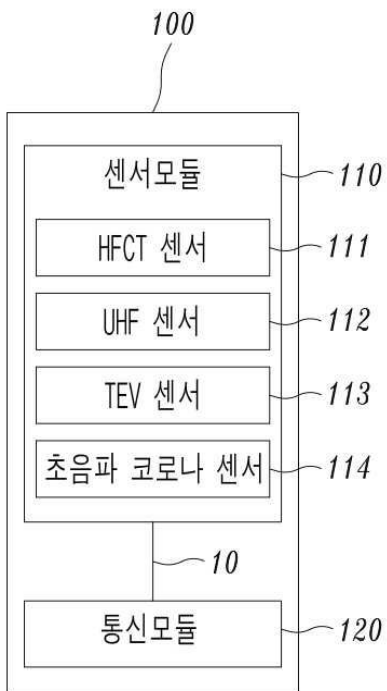 100
센서모듈 110
HFCT 센서 111
UHF 센서 112
TEV 센서 113
초음파 코로나 센서 114
10
통신모듈 120